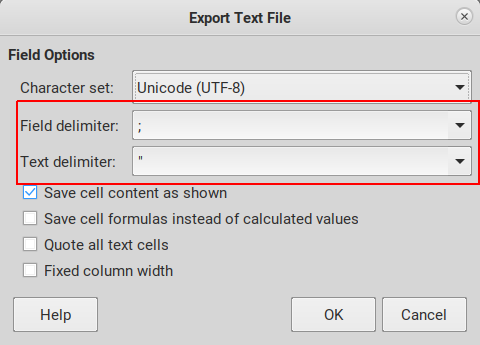 Export Text File
Field Options
Character set: Unicode (UTF-8)
Field delimiter: ;
Text delimiter: "
Save cell content as shown
Save cell formulas instead of calculated values
Quote all text cells
Fixed column width
Help OK Cancel